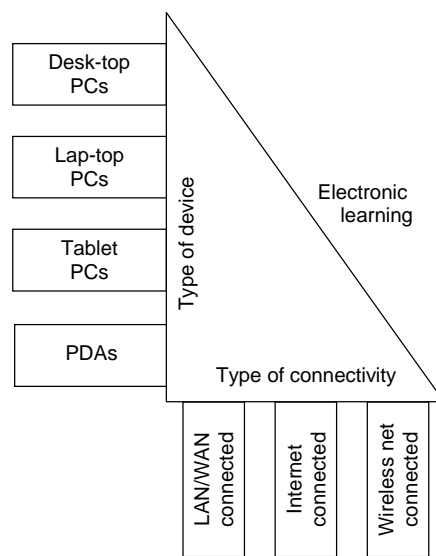 Desk-top
PCs
Lap-top
PCs
Tablet
PCs
PDAs
Type of device
Electronic
learning
Type of connectivity
LAN/WAN
connected
Internet
connected
Wireless net
connected